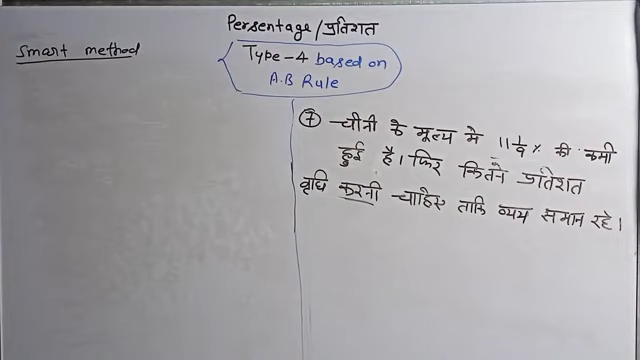 Persentage/प्रतिशत
Smart method
Type-4 based on
A.B Rule
⑦ चीनी के मूल्य मे 11 1/9 % की कमी
हुई है। फिर कितने प्रतिशत
वृधि करनी चाहिए ताकि व्यय समान रहे।